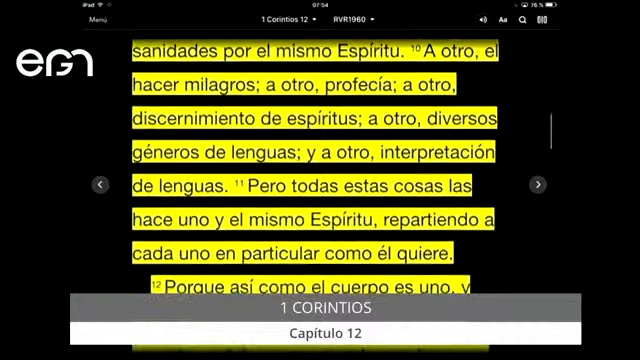 iPad
07:54
76 %
Menú
1 Corintios 12
RVR1960
Aa
egn
sanidades por el mismo Espíritu. 10 A otro, el
hacer milagros; a otro, profecía; a otro,
discernimiento de espíritus; a otro, diversos
géneros de lenguas; y a otro, interpretación
de lenguas. 11 Pero todas estas cosas las
hace uno y el mismo Espíritu, repartiendo a
cada uno en particular como él quiere.
12 Porque así como el cuerpo es uno, y
1 CORINTIOS
Capítulo 12